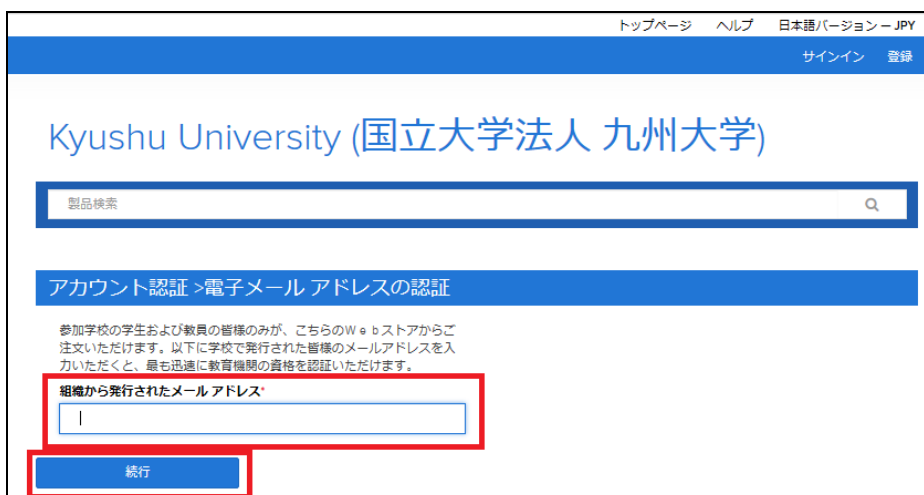 トップページ ヘルプ 日本語バージョン － JPY
サインイン 登録
Kyushu University (国立大学法人 九州大学)
製品検索
アカウント認証 >電子メール アドレスの認証
参加学校の学生および教員の皆様のみが、こちらのＷｅｂストアからご
注文いただけます。以下に学校で発行された皆様のメールアドレスを入
力いただくと、最も迅速に教育機関の資格を認証いただけます。
組織から発行されたメール アドレス*
続行